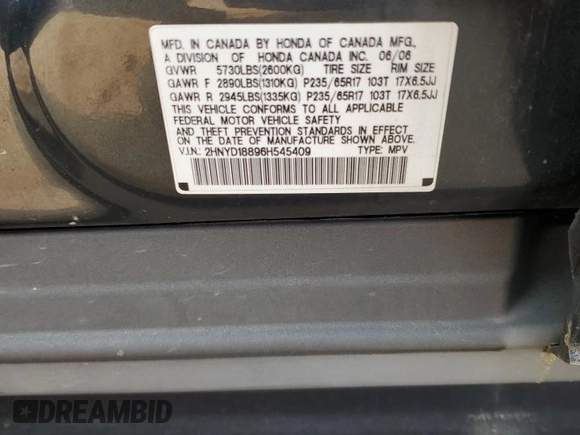 MFD. IN CANADA BY HONDA OF CANADA MFG.,
A DIVISION OF HONDA CANADA INC. 06/06
GVWR 5730LBS(2600KG) TIRE SIZE RIM SIZE
GAWR F 2890LBS(1310KG) P235/65R17 103T 17X6.5JJ
GAWR R 2945LBS(1335KG) P235/65R17 103T 17X6.5JJ
THIS VEHICLE CONFORMS TO ALL APPLICABLE
FEDERAL MOTOR VEHICLE SAFETY
AND THEFT PREVENTION STANDARDS IN EFFECT
ON THE DATE OF MANUFACTURE SHOWN ABOVE.
V.I.N.: 2HNYD18896H545409 TYPE: MPV
DREAMBID